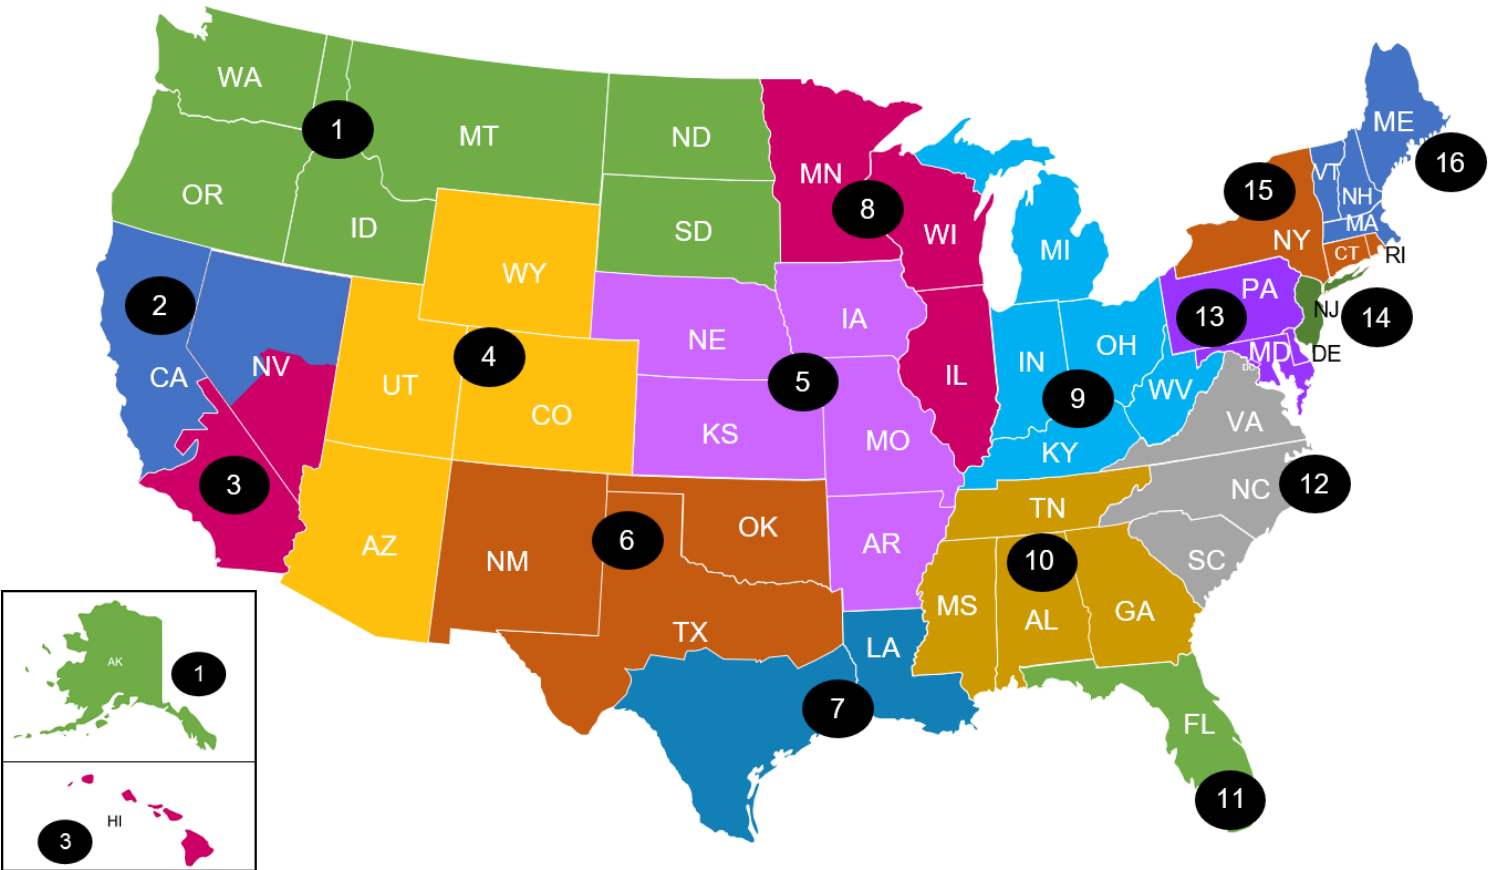 WA
1
MT
ND
OR
ID
SD
MN
8
WI
MI
ME
16
15
VT
NH
MA
NY
CT
RI
WY
2
NV
CA
4
UT
CO
NE
IA
5
KS
MO
IL
IN
OH
9
WV
KY
PA
13
NJ
14
MD
DE
DC
VA
NC
12
SC
3
AZ
NM
6
OK
TX
AR
TN
10
MS
AL
GA
LA
7
FL
11
AK
1
HI
3